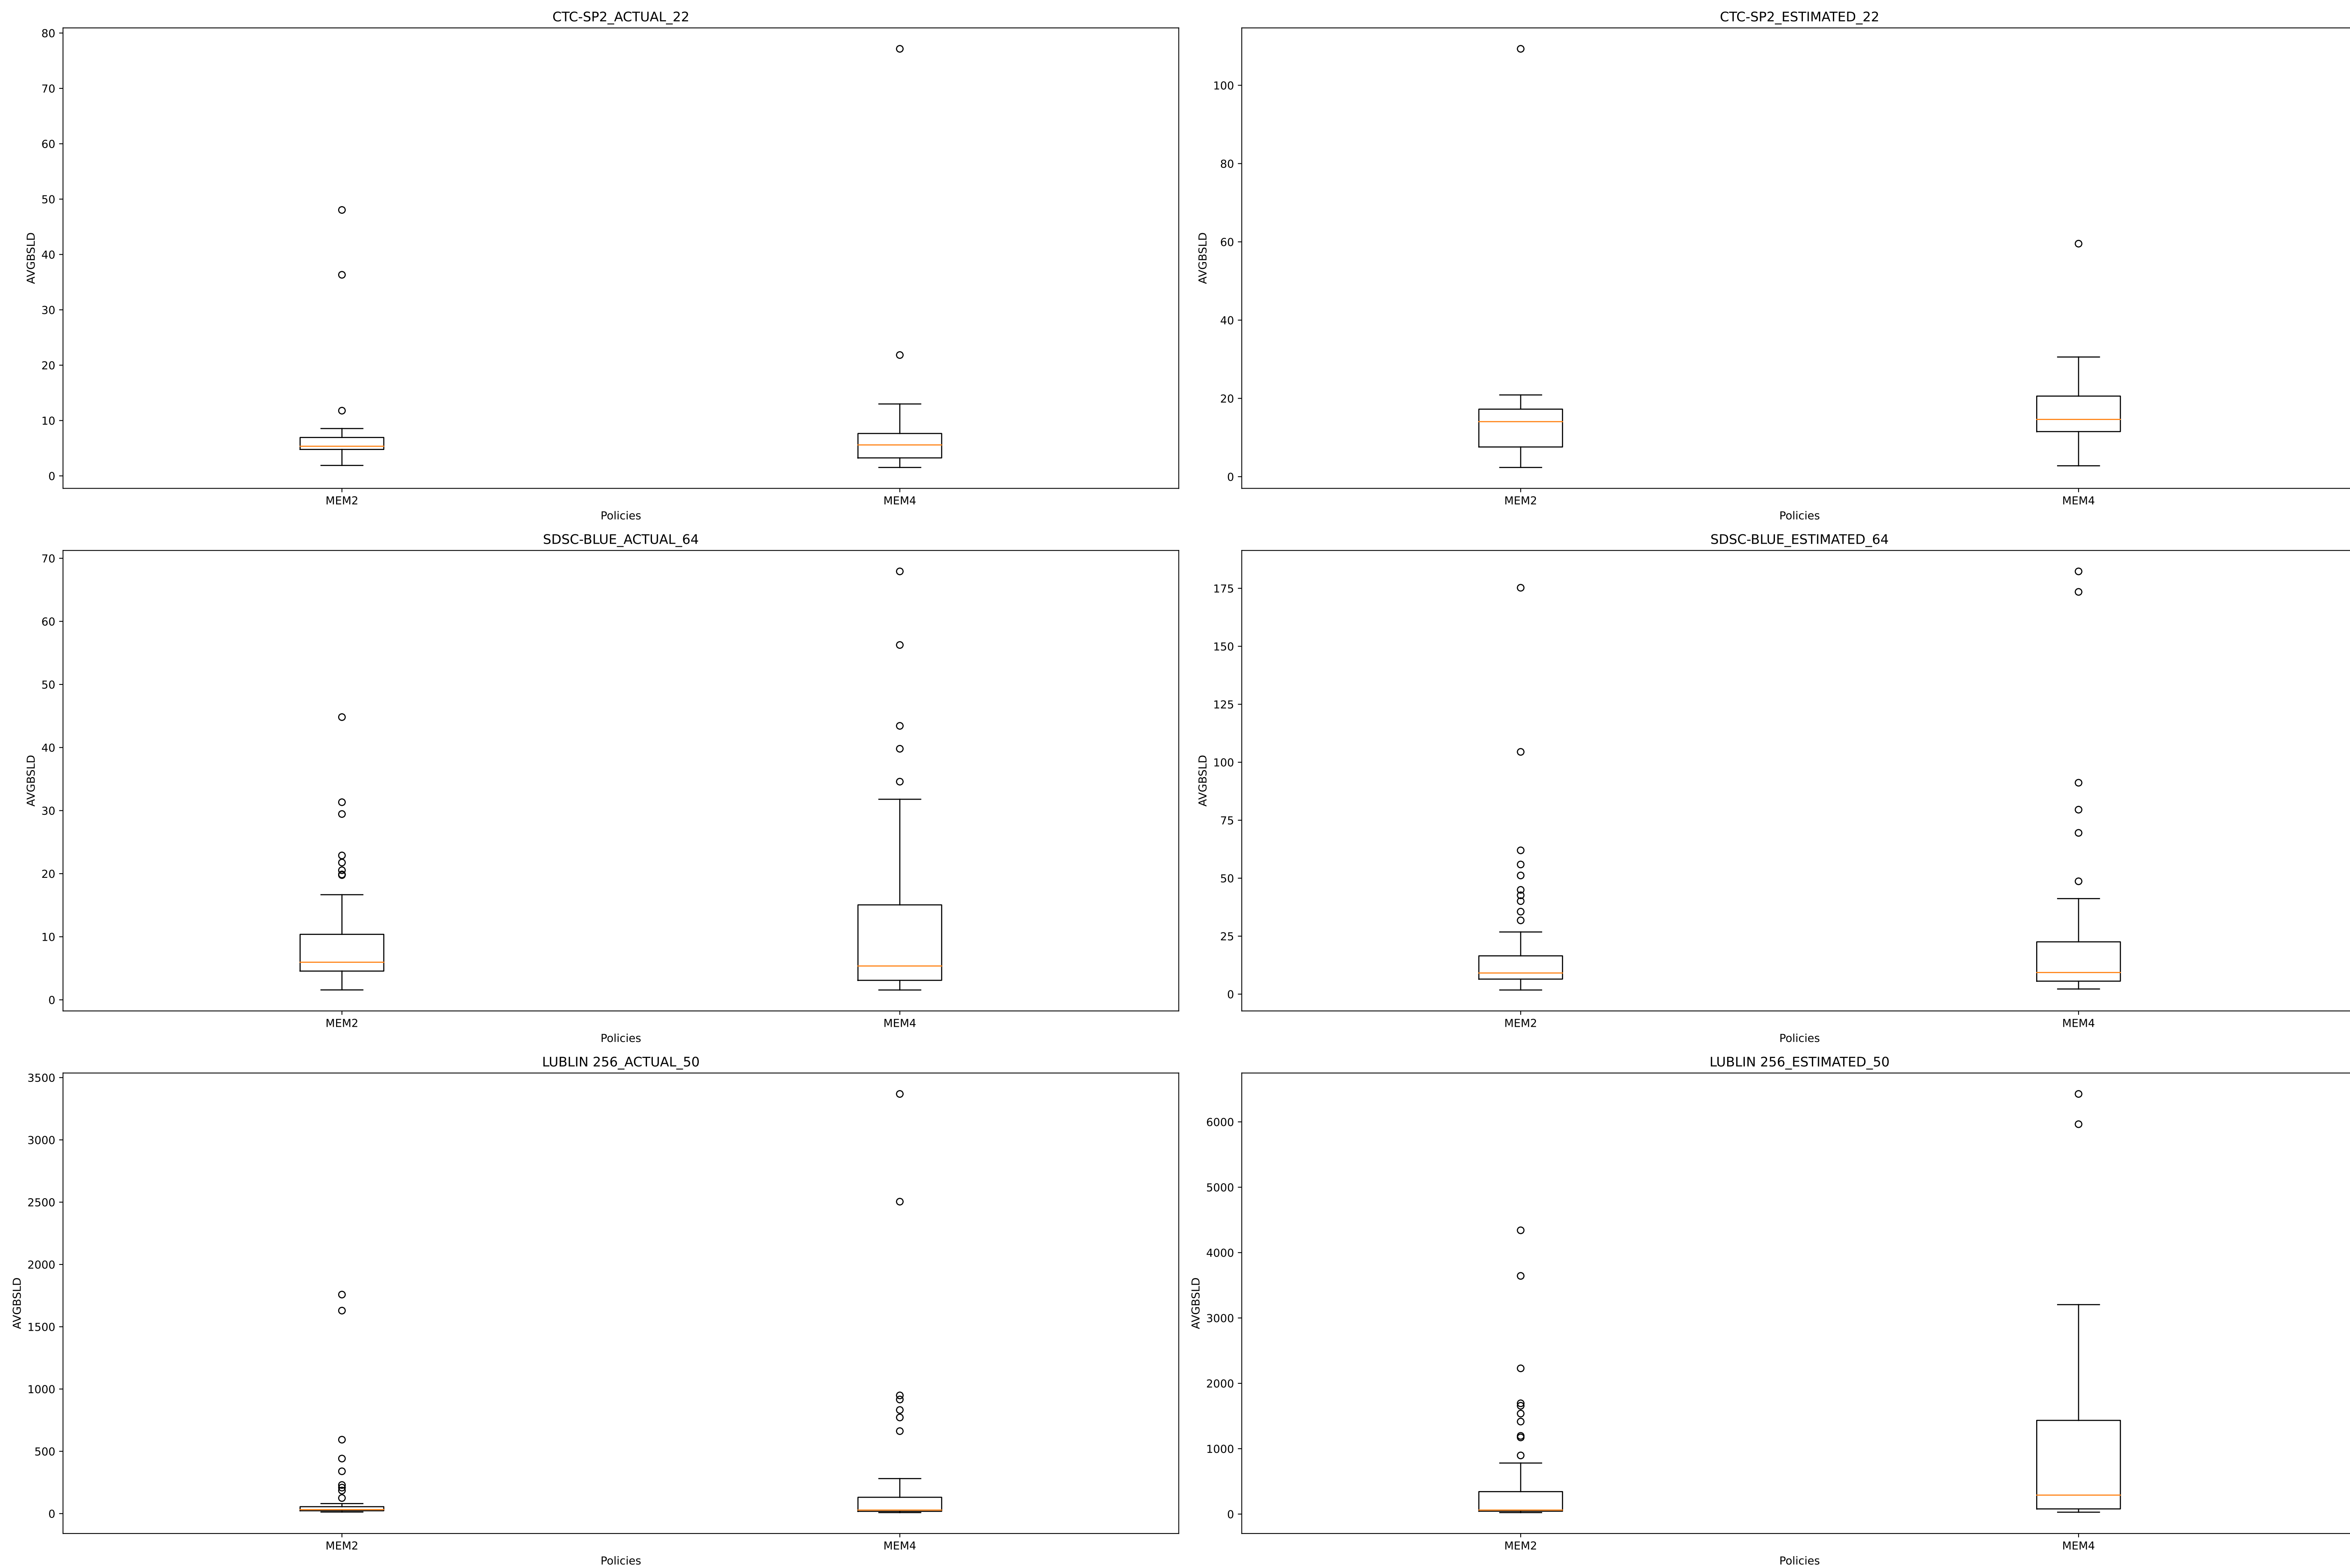 CTC-SP2_ACTUAL_22
80
70
60
50
40
30
20
10
0
AVGBSLD
MEM2 MEM4
Policies
CTC-SP2_ESTIMATED_22
100
80
60
40
20
0
AVGBSLD
MEM2 MEM4
Policies
SDSC-BLUE_ACTUAL_64
70
60
50
40
30
20
10
0
AVGBSLD
MEM2 MEM4
Policies
SDSC-BLUE_ESTIMATED_64
175
150
125
100
75
50
25
0
AVGBSLD
MEM2 MEM4
Policies
LUBLIN 256_ACTUAL_50
3500
3000
2500
2000
1500
1000
500
0
AVGBSLD
MEM2 MEM4
Policies
LUBLIN 256_ESTIMATED_50
6000
5000
4000
3000
2000
1000
0
AVGBSLD
MEM2 MEM4
Policies